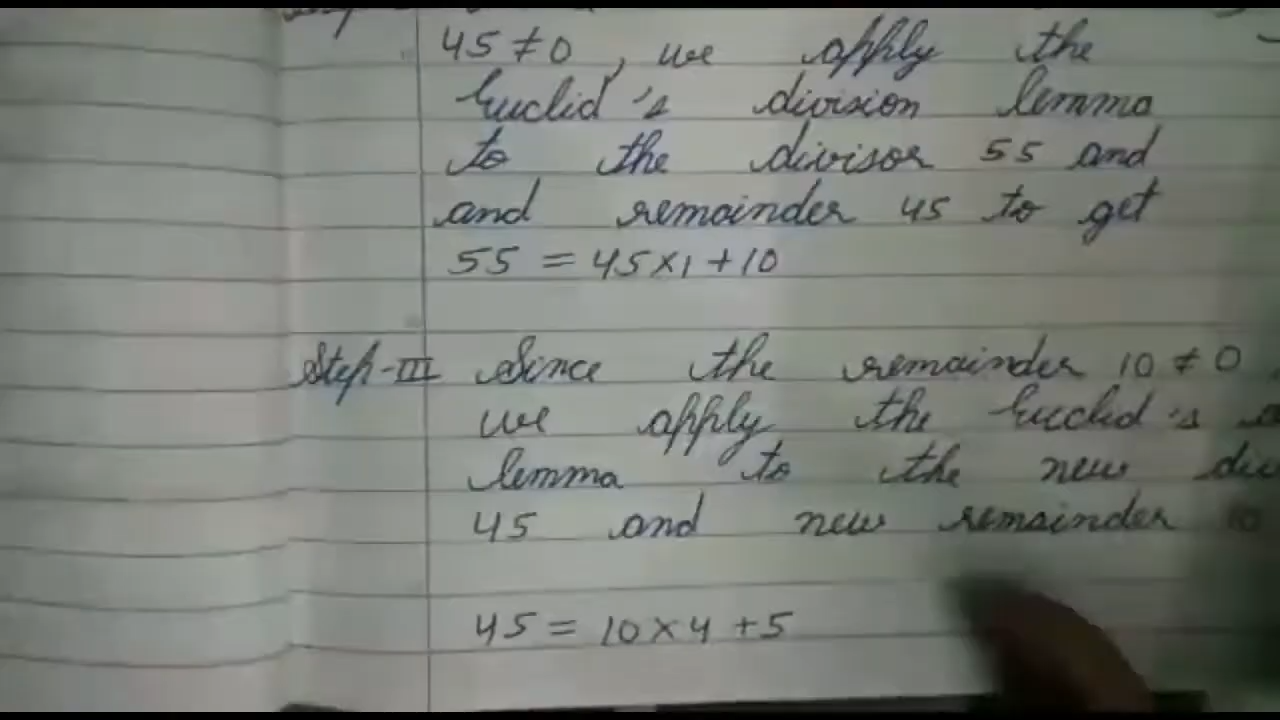 45 ≠ 0 , we apply the
Euclid's division lemma
to the divisor 55 and
and remainder 45 to get
55 = 45×1 + 10
Step-III Since the remainder 10 ≠ 0
we apply the Euclid's
lemma to the new
45 and new remainder 10
45 = 10 × 4 + 5